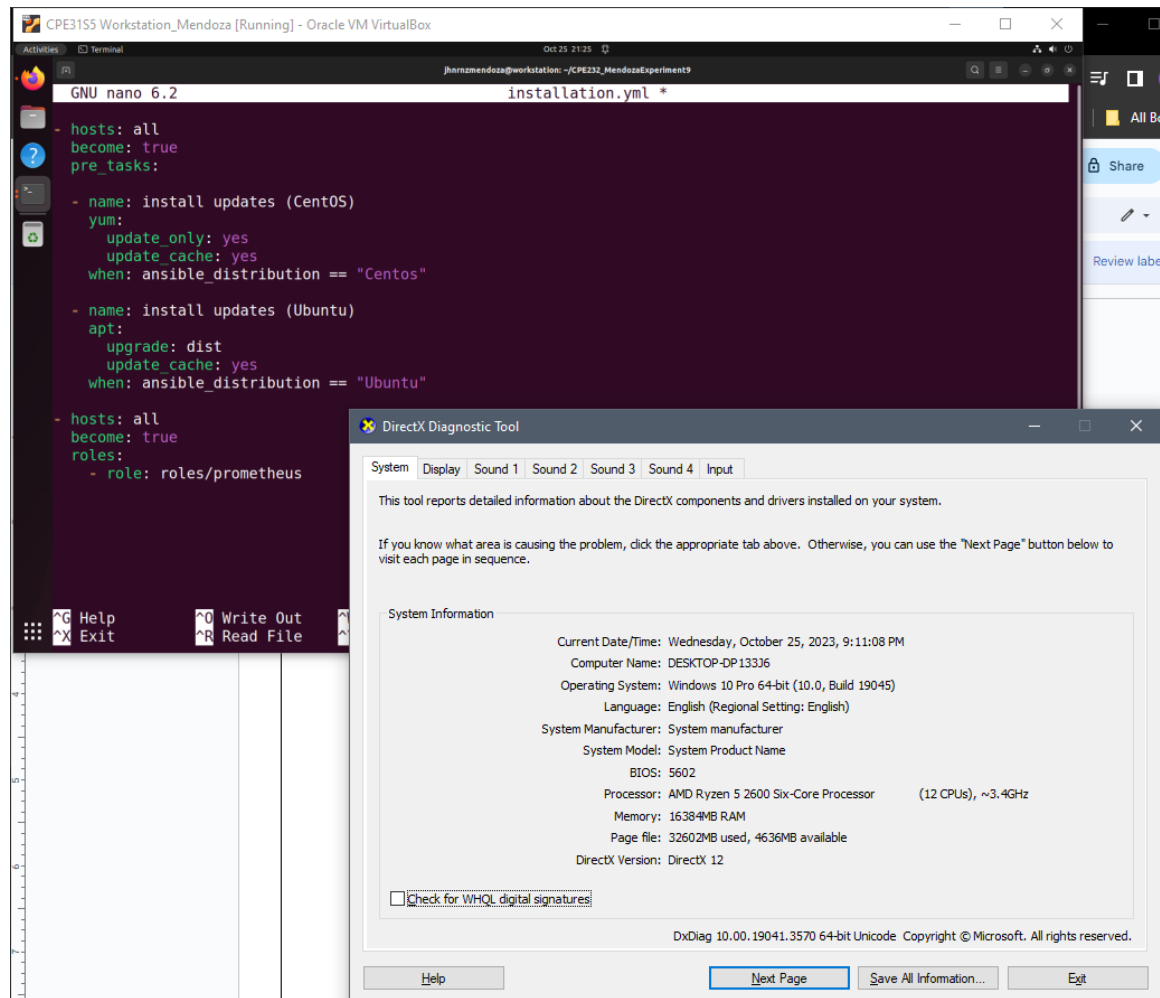 CPE31S5 Workstation_Mendoza [Running] - Oracle VM VirtualBox
Activities Terminal Oct 25 21:25
jhnrnzmendoza@workstation: ~/CPE232_MendozaExperiment9
GNU nano 6.2 installation.yml *
- hosts: all
become: true
pre_tasks:
- name: install updates (CentOS)
yum:
update_only: yes
update_cache: yes
when: ansible_distribution == "Centos"
- name: install updates (Ubuntu)
apt:
upgrade: dist
update_cache: yes
when: ansible_distribution == "Ubuntu"
- hosts: all
become: true
roles:
- role: roles/prometheus
^G Help ^O Write Out
^X Exit ^R Read File
All
Share
Review
DirectX Diagnostic Tool
System Display Sound 1 Sound 2 Sound 3 Sound 4 Input
This tool reports detailed information about the DirectX components and drivers installed on your system.
If you know what area is causing the problem, click the appropriate tab above. Otherwise, you can use the "Next Page" button below to
visit each page in sequence.
System Information
Current Date/Time: Wednesday, October 25, 2023, 9:11:08 PM
Computer Name: DESKTOP-DP133J6
Operating System: Windows 10 Pro 64-bit (10.0, Build 19045)
Language: English (Regional Setting: English)
System Manufacturer: System manufacturer
System Model: System Product Name
BIOS: 5602
Processor: AMD Ryzen 5 2600 Six-Core Processor (12 CPUs), ~3.4GHz
Memory: 16384MB RAM
Page file: 32602MB used, 4636MB available
DirectX Version: DirectX 12
Check for WHQL digital signatures
DxDiag 10.00.19041.3570 64-bit Unicode Copyright © Microsoft. All rights reserved.
Help Next Page Save All Information... Exit
4
5
6
7